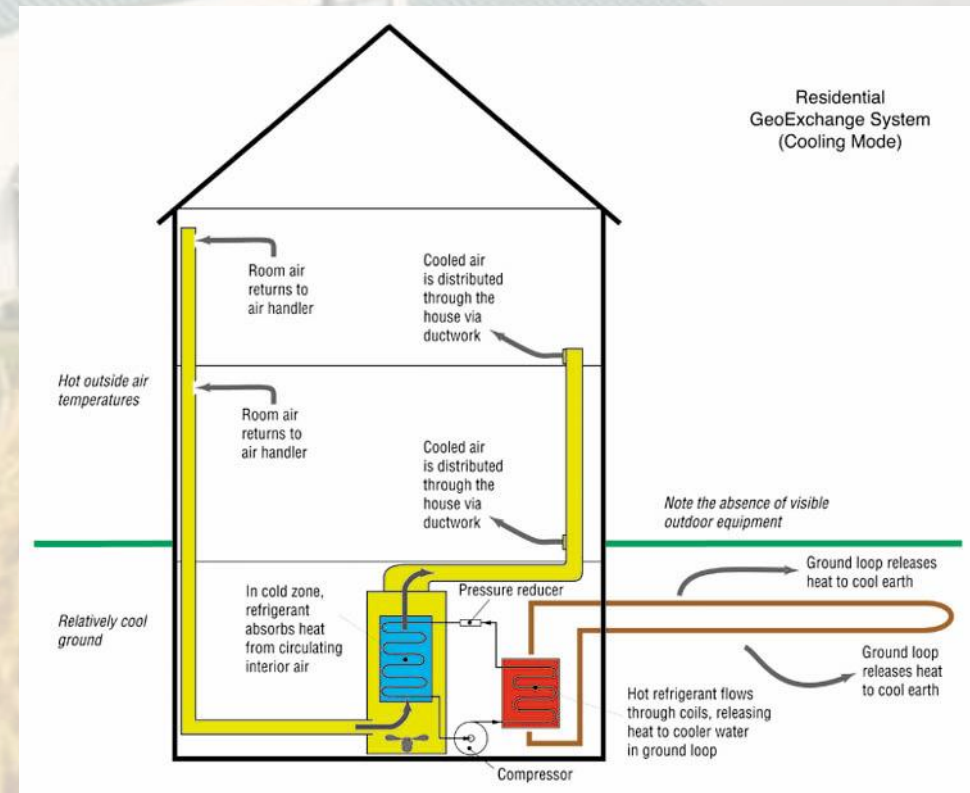 Residential
GeoExchange System
(Cooling Mode)
Room air
returns to
air handler
Cooled air
is distributed
through the
house via
ductwork
Hot outside air
temperatures
Room air
returns to
air handler
Cooled air
is distributed
through the
house via
ductwork
Note the absence of visible
outdoor equipment
Relatively cool
ground
In cold zone,
refrigerant
absorbs heat
from circulating
interior air
Pressure reducer
Ground loop releases
heat to cool earth
Ground loop
releases heat
to cool earth
Hot refrigerant flows
through coils, releasing
heat to cooler water
in ground loop
Compressor